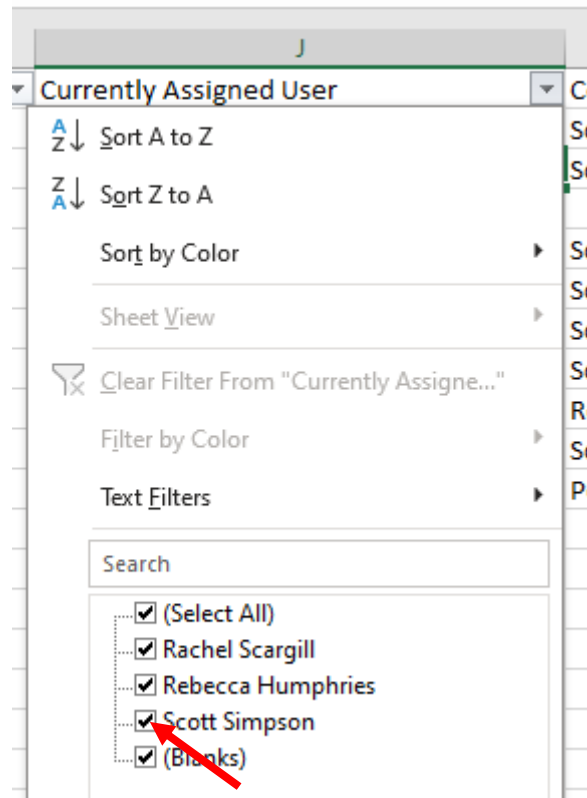 J
Currently Assigned User
C
Sort A to Z
S
Sort Z to A
S
Sort by Color
S
Sheet View
S
S
Clear Filter From "Currently Assigne..."
S
R
Filter by Color
S
Text Filters
P
Search
(Select All)
Rachel Scargill
Rebecca Humphries
Scott Simpson
(Blanks)